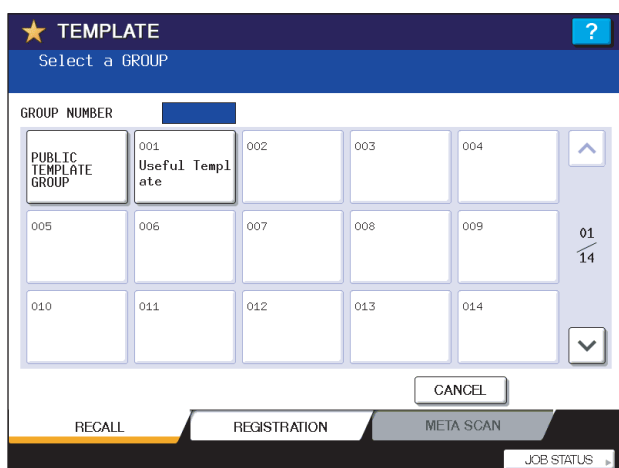 TEMPLATE
?
Select a GROUP
GROUP NUMBER
PUBLIC
TEMPLATE
GROUP
001
Useful Templ
ate
002
003
004
005
006
007
008
009
01
14
010
011
012
013
014
CANCEL
RECALL
REGISTRATION
META SCAN
JOB STATUS